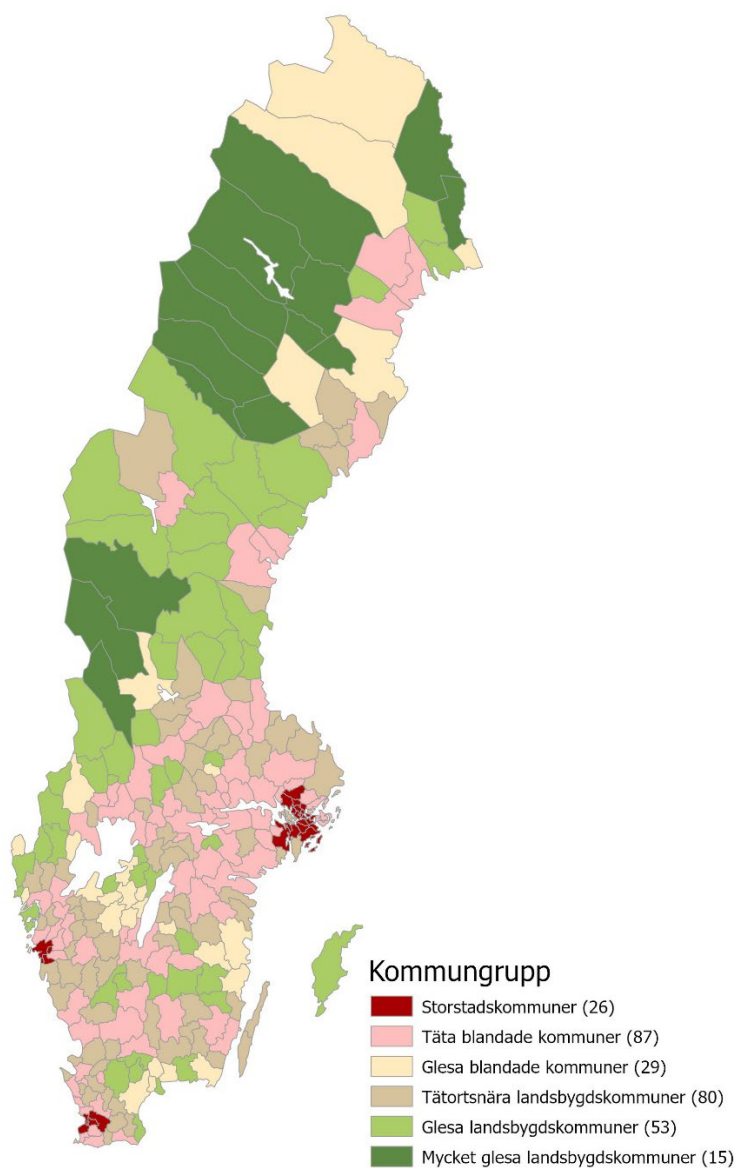 Kommungrupp
Storstadskommuner (26)
Täta blandade kommuner (87)
Glesa blandade kommuner (29)
Tätortsnära landsbygdskommuner (80)
Glesa landsbygdskommuner (53)
Mycket glesa landsbygdskommuner (15)